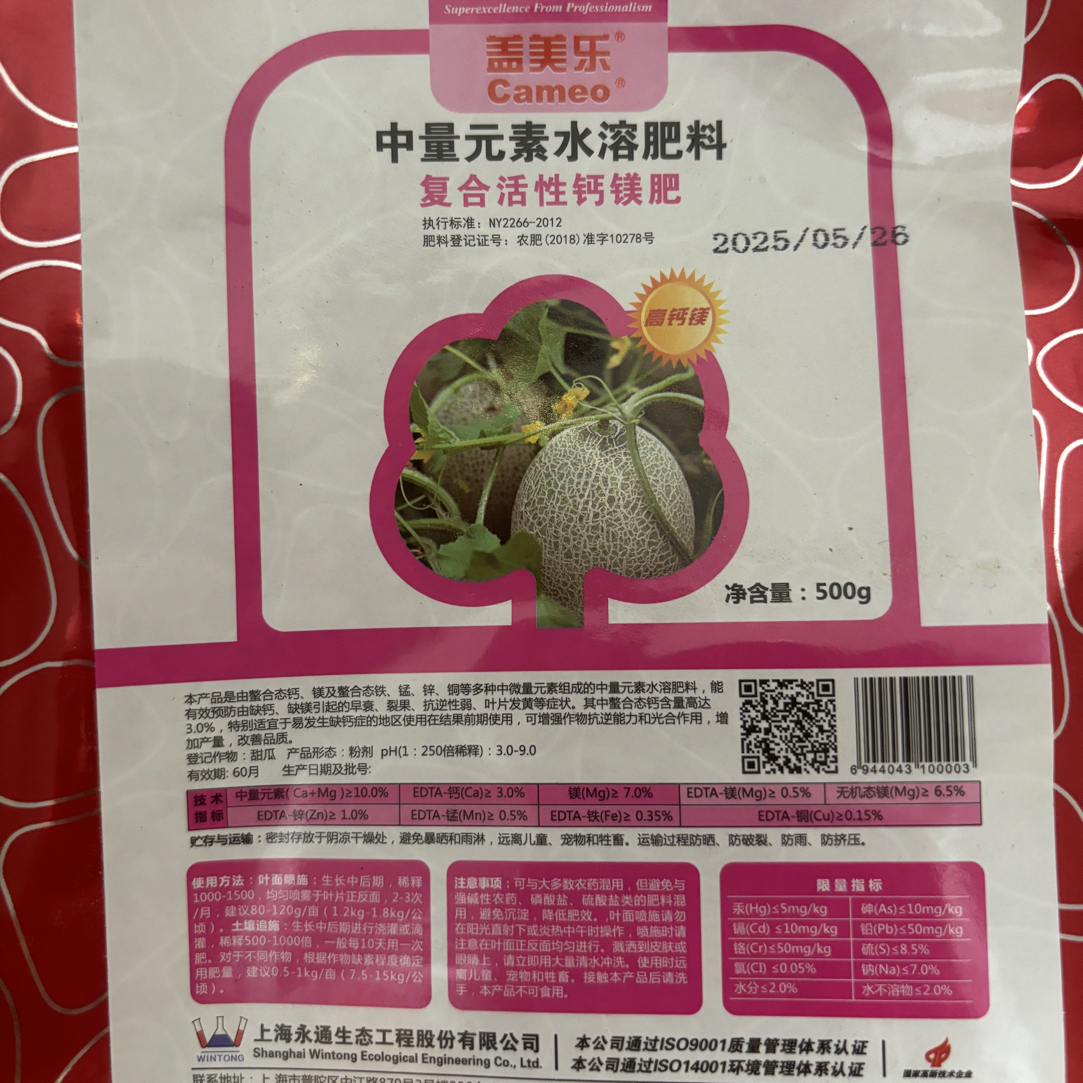 Superexcellence From Professionalism
盖美乐®
Cameo®
中量元素水溶肥料
复合活性钙镁肥
执行标准：NY2266-2012
肥料登记证号：农肥(2018)准字10278号
2025/05/26
高钙镁
净含量：500g
本产品是由螯合态钙、镁及螯合态铁、锰、锌、铜等多种中微量元素组成的中量元素水溶肥料，能
有效预防由缺钙、缺镁引起的早衰、裂果、抗逆性弱、叶片发黄等症状。其中螯合态钙含量高达
3.0%，特别适宜于易发生缺钙症的地区使用在结果前期使用，可增强作物抗逆能力和光合作用，增
加产量，改善品质。
登记作物：甜瓜 产品形态：粉剂 pH(1：250倍稀释)：3.0-9.0
有效期: 60月 生产日期及批号:
6 944043 100003
技术指标
中量元素( Ca+Mg )≥10.0% EDTA-钙(Ca)≥ 3.0% 镁(Mg)≥ 7.0% EDTA-镁(Mg)≥ 0.5% 无机态镁(Mg)≥ 6.5%
EDTA-锌(Zn)≥ 1.0% EDTA-锰(Mn)≥ 0.5% EDTA-铁(Fe)≥ 0.35% EDTA-铜(Cu)≥0.15%
贮存与运输：密封存放于阴凉干燥处，避免暴晒和雨淋，远离儿童、宠物和牲畜。运输过程防晒、防破裂、防雨、防挤压。
使用方法：叶面喷施：生长中后期，稀释
1000-1500，均匀喷雾于叶片正反面，2-3次
/月，建议80-120g/亩（1.2kg-1.8kg/公
顷）。土壤追施：生长中后期进行浇灌或滴
灌，稀释500-1000倍，一般每10天用一次
肥。对于不同作物，根据作物缺素程度确定
用肥量，建议0.5-1kg/亩（7.5-15kg/公
顷）。
注意事项：可与大多数农药混用，但避免与
强碱性农药、磷酸盐、硫酸盐类的肥料混
用，避免沉淀，降低肥效。叶面喷施请勿
在阳光直射下或炎热中午时操作，喷施时请
注意在叶面正反面均匀进行。溅洒到皮肤或
眼睛上，请立即用大量清水冲洗。使用时远
离儿童、宠物和牲畜。接触本产品后请洗
手，本产品不可食用。
限量指标
汞(Hg)≤5mg/kg 砷(As)≤10mg/kg
镉(Cd) ≤10mg/kg 铅(Pb)≤50mg/kg
铬(Cr)≤50mg/kg 硫(S)≤8.5%
氯(Cl) ≤0.05% 钠(Na)≤7.0%
水分≤2.0% 水不溶物≤2.0%
WINTONG
上海永通生态工程股份有限公司
Shanghai Wintong Ecological Engineering Co., Ltd.
本公司通过ISO9001质量管理体系认证
本公司通过ISO14001环境管理体系认证
国家高新技术企业
联系地址：上海市普陀区中江路879号